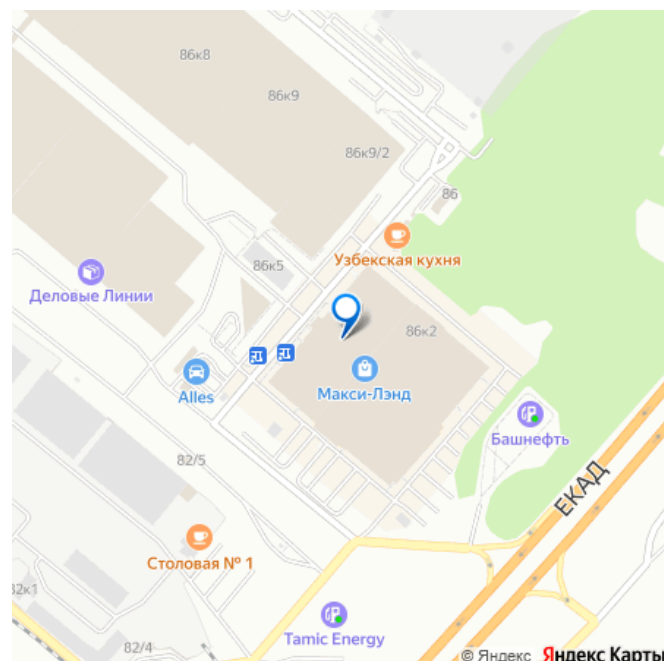 86к8
86к9
86к9/2
86
Узбекская кухня
86к5
Деловые Линии
86к2
Макси-Лэнд
Alles
Башнефть
82/5
ЕКАД
Столовая № 1
82к1
Tamic Energy
82/4
© Яндекс Яндекс Карты